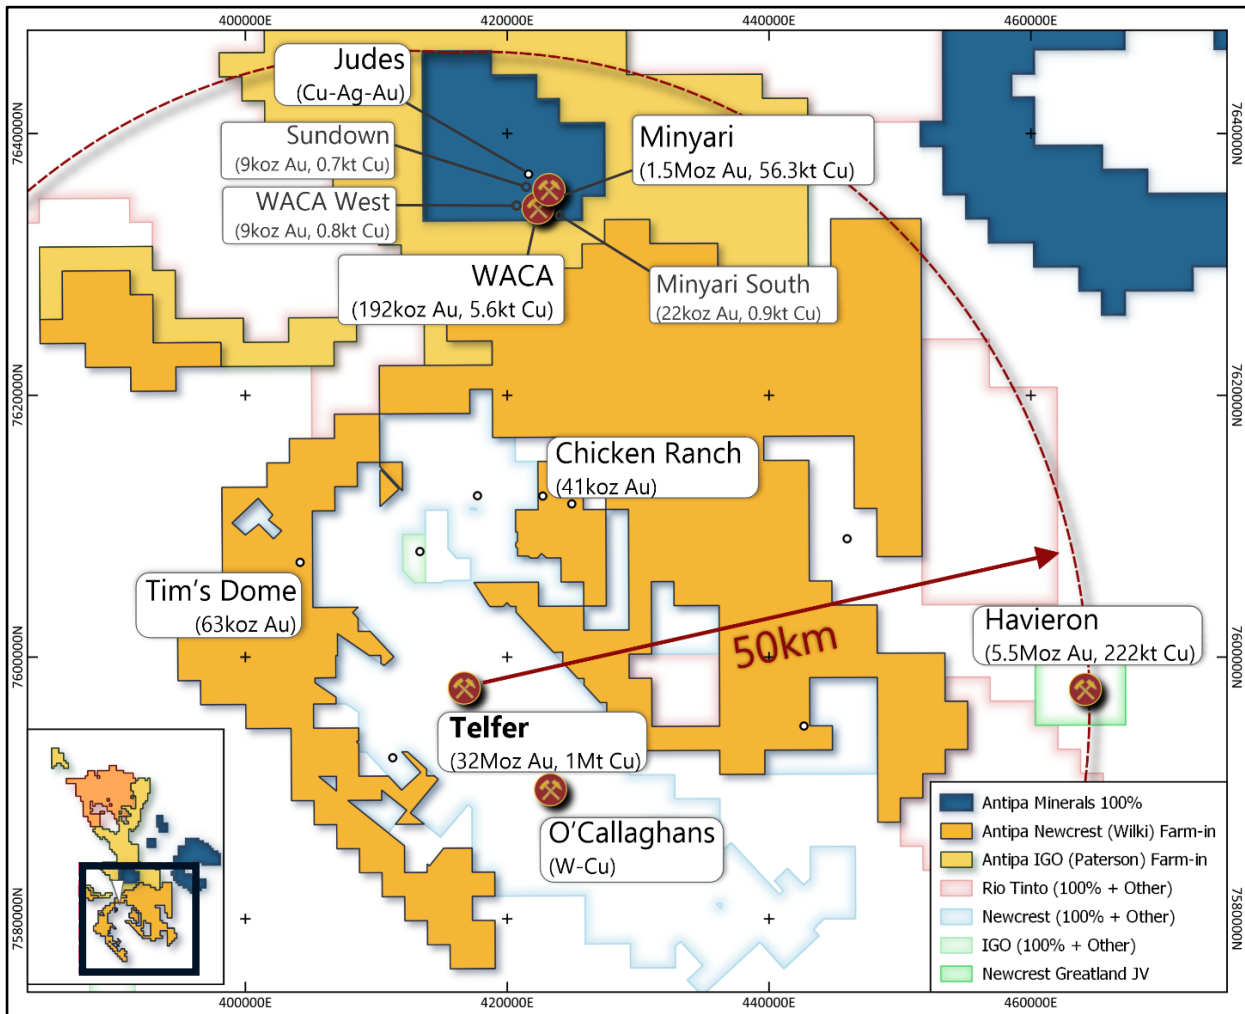 400000E
420000E
440000E
460000E
7640000N
7640000N
7620000N
7620000N
7600000N
7600000N
7580000N
7580000N
Judes
(Cu-Ag-Au)
Sundown
(9koz Au, 0.7kt Cu)
Minyari
(1.5Moz Au, 56.3kt Cu)
WACA West
(9koz Au, 0.8kt Cu)
WACA
(192koz Au, 5.6kt Cu)
Minyari South
(22koz Au, 0.9kt Cu)
Chicken Ranch
(41koz Au)
Tim's Dome
(63koz Au)
50km
Havieron
(5.5Moz Au, 222kt Cu)
Telfer
(32Moz Au, 1Mt Cu)
O'Callaghans
(W-Cu)
Antipa Minerals 100%
Antipa Newcrest (Wilki) Farm-in
Antipa IGO (Paterson) Farm-in
Rio Tinto (100% + Other)
Newcrest (100% + Other)
IGO (100% + Other)
Newcrest Greatland JV
400000E
420000E
440000E
460000E